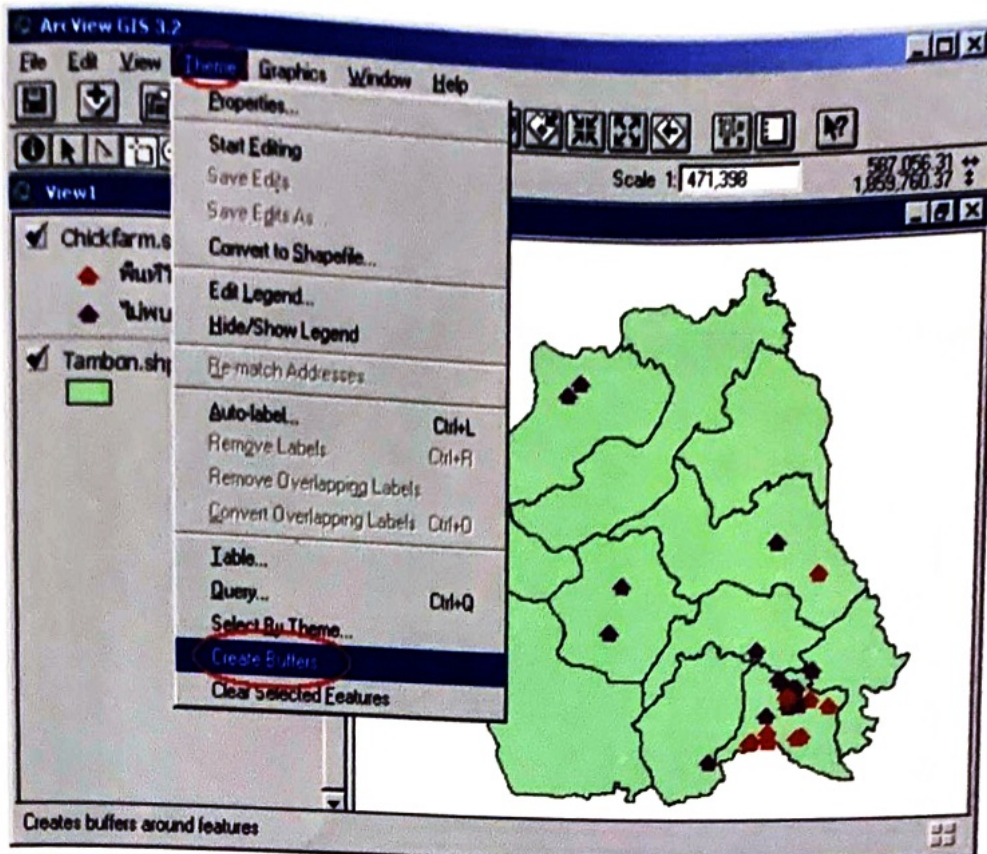 ArcView GIS 3.2
File Edit View Theme Graphics Window Help
Scale 1: 471,398
587,056.31
1,859,760.37
View1
Chickfarm.s
Tambon.shp
Properties...
Start Editing
Save Edits
Save Edits As
Convert to Shapefile...
Edit Legend...
Hide/Show Legend
Re-match Addresses
Auto-label... Ctrl+L
Remove Labels Ctrl+R
Remove Overlapping Labels
Convert Overlapping Labels Ctrl+O
Table...
Query... Ctrl+Q
Select By Theme...
Create Buffers
Clear Selected Features
Creates buffers around features